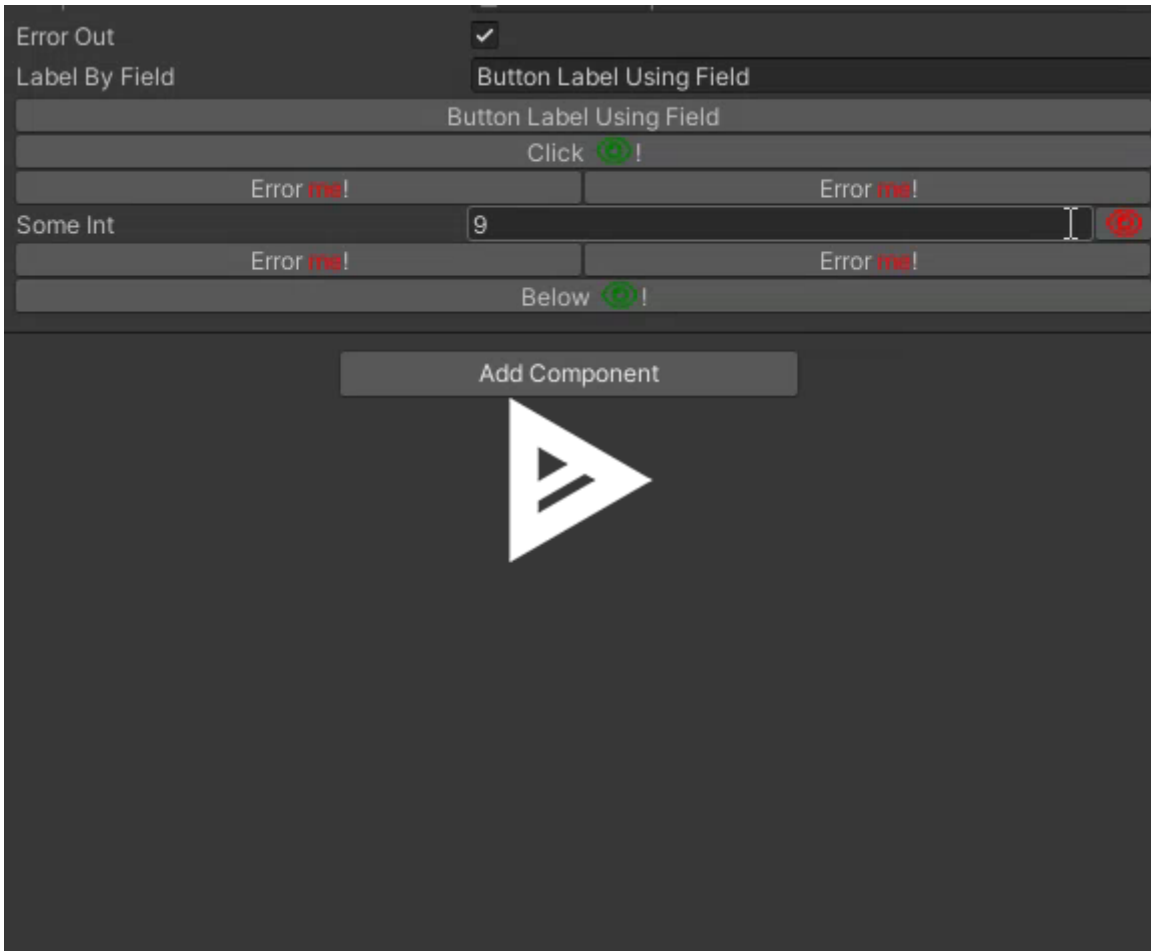 Error Out
Label By Field Button Label Using Field
Button Label Using Field
Click !
Error me! Error me!
Some Int 9
Error me! Error me!
Below !
Add Component